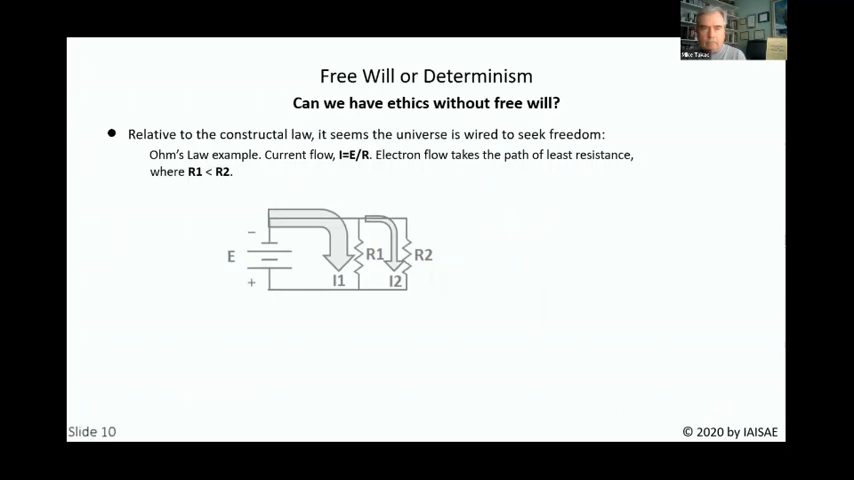 Mike Takac
Free Will or Determinism
Can we have ethics without free will?
● Relative to the constructal law, it seems the universe is wired to seek freedom:
Ohm's Law example. Current flow, I=E/R. Electron flow takes the path of least resistance,
where R1 < R2.
−
E
+
R1
R2
I1
I2
Slide 10
© 2020 by IAISAE